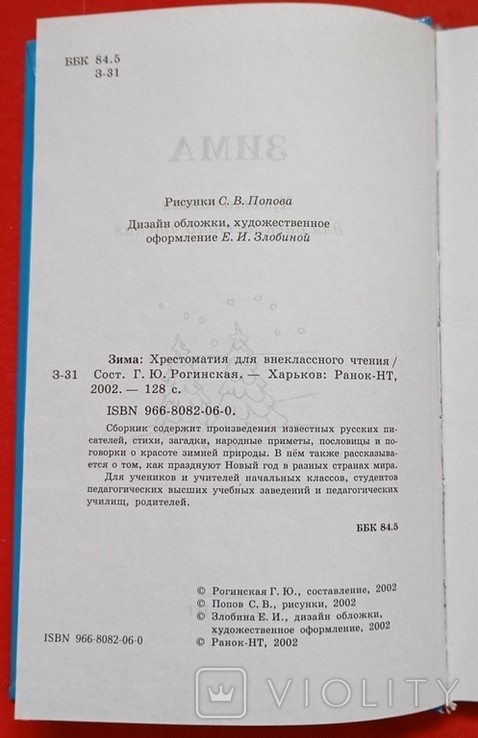 ББК 84.5
З-31
ЗИМА
Рисунки С. В. Попова
Дизайн обложки, художественное
оформление Е. И. Злобиной
Зима: Хрестоматия для внеклассного чтения /
З-31 Сост. Г. Ю. Рогинская. — Харьков: Ранок-НТ,
2002. — 128 с.
ISBN 966-8082-06-0.
Сборник содержит произведения известных русских пи-
сателей, стихи, загадки, народные приметы, пословицы и по-
говорки о красоте зимней природы. В нём также рассказыва-
ется о том, как празднуют Новый год в разных странах мира.
Для учеников и учителей начальных классов, студентов
педагогических высших учебных заведений и педагогических
училищ, родителей.
ББК 84.5
© Рогинская Г. Ю., составление, 2002
© Попов С. В., рисунки, 2002
© Злобина Е. И., дизайн обложки,
художественное оформление, 2002
ISBN 966-8082-06-0 © Ранок-НТ, 2002
VIOLITY